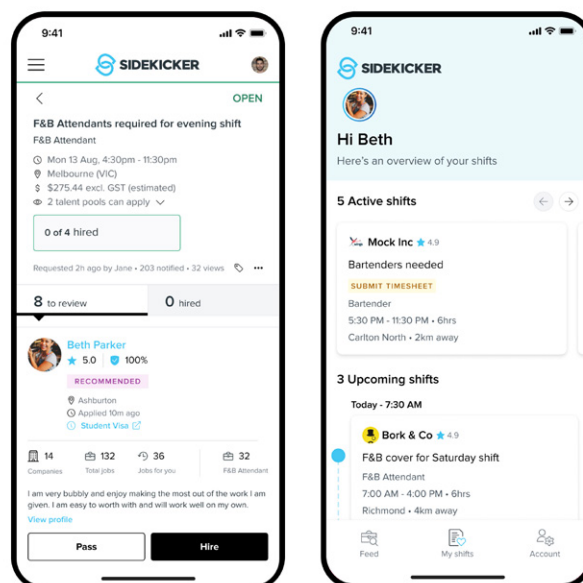 9:41
SIDEKICKER
OPEN
F&B Attendants required for evening shift
F&B Attendant
Mon 13 Aug, 4:30pm - 11:30pm
Melbourne (VIC)
$ $275.44 excl. GST (estimated)
2 talent pools can apply
0 of 4 hired
Requested 2h ago by Jane • 203 notified • 32 views
8 to review
0 hired
Beth Parker
5.0 100%
RECOMMENDED
Ashburton
Applied 10m ago
Student Visa
14 132 36 32
Companies Total jobs Jobs for you F&B Attendant
I am very bubbly and enjoy making the most out of the work I am
given. I am easy to worth with and will work well on my own.
View profile
Pass Hire
9:41
SIDEKICKER
Hi Beth
Here's an overview of your shifts
5 Active shifts
Mock Inc 4.9
Bartenders needed
SUBMIT TIMESHEET
Bartender
5:30 PM - 11:30 PM • 6hrs
Carlton North • 2km away
3 Upcoming shifts
Today - 7:30 AM
Bork & Co 4.9
F&B cover for Saturday shift
F&B Attendant
7:00 AM - 4:00 PM • 6hrs
Richmond • 4km away
Feed My shifts Account